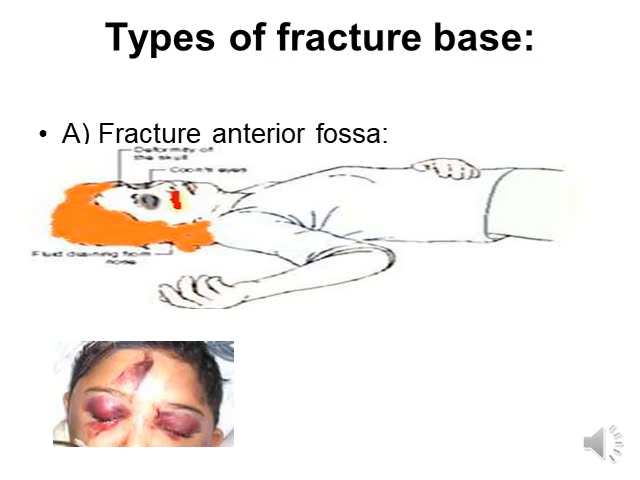 Types of fracture base:
• A) Fracture anterior fossa:
Deformity of
the skull
Coon's eyes
Fluid draining from
nose